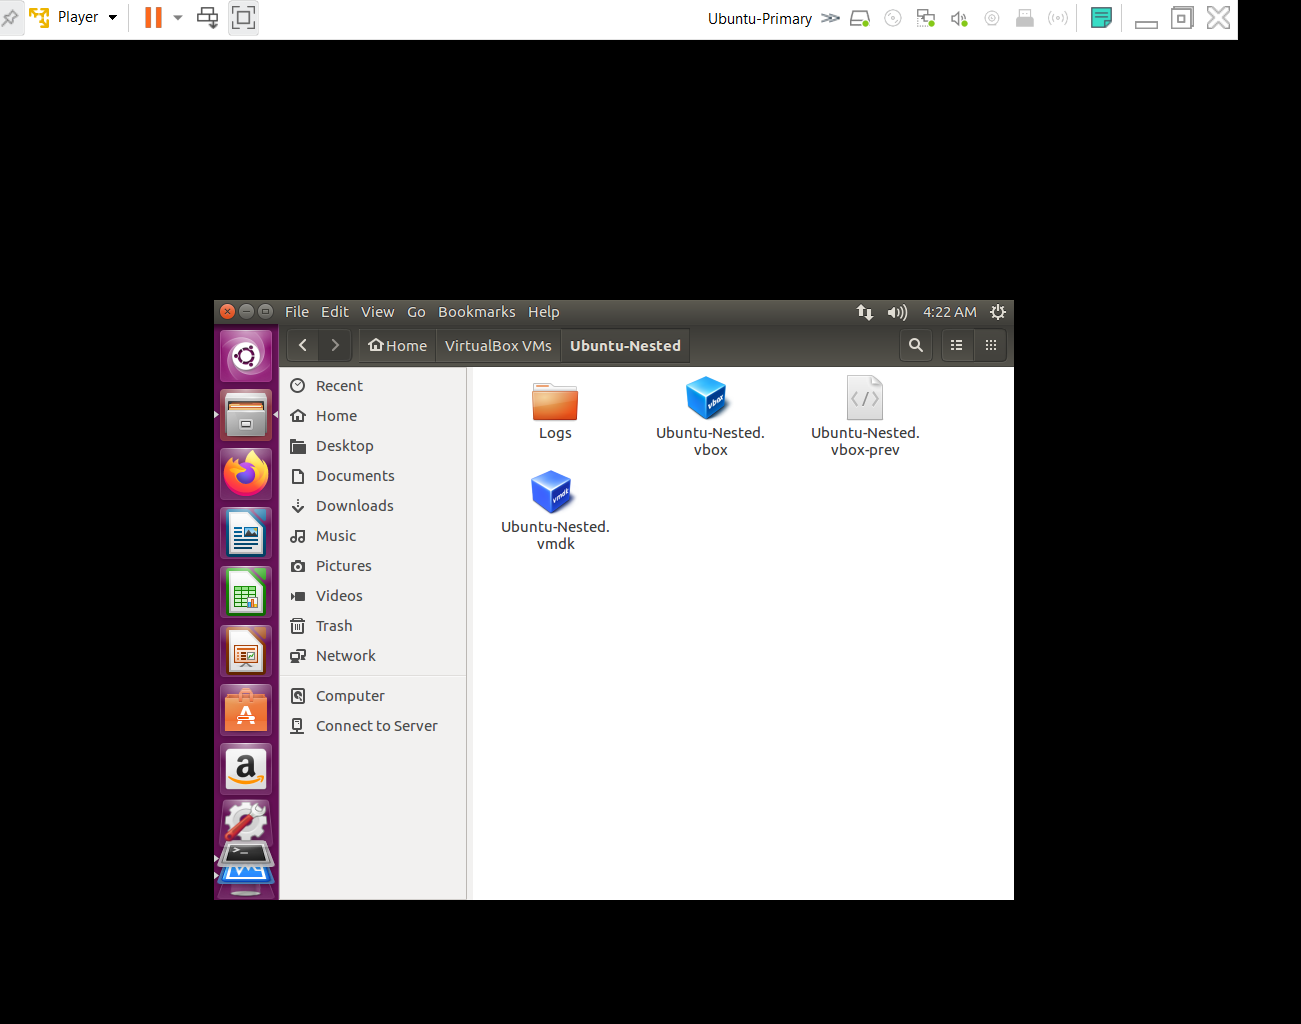 Player
Ubuntu-Primary
File Edit View Go Bookmarks Help
4:22 AM
Home
VirtualBox VMs
Ubuntu-Nested
Recent
Home
Desktop
Documents
Downloads
Music
Pictures
Videos
Trash
Network
Computer
Connect to Server
Logs
vbox
Ubuntu-Nested.
vbox
</>
Ubuntu-Nested.
vbox-prev
vmdk
Ubuntu-Nested.
vmdk
a
>_